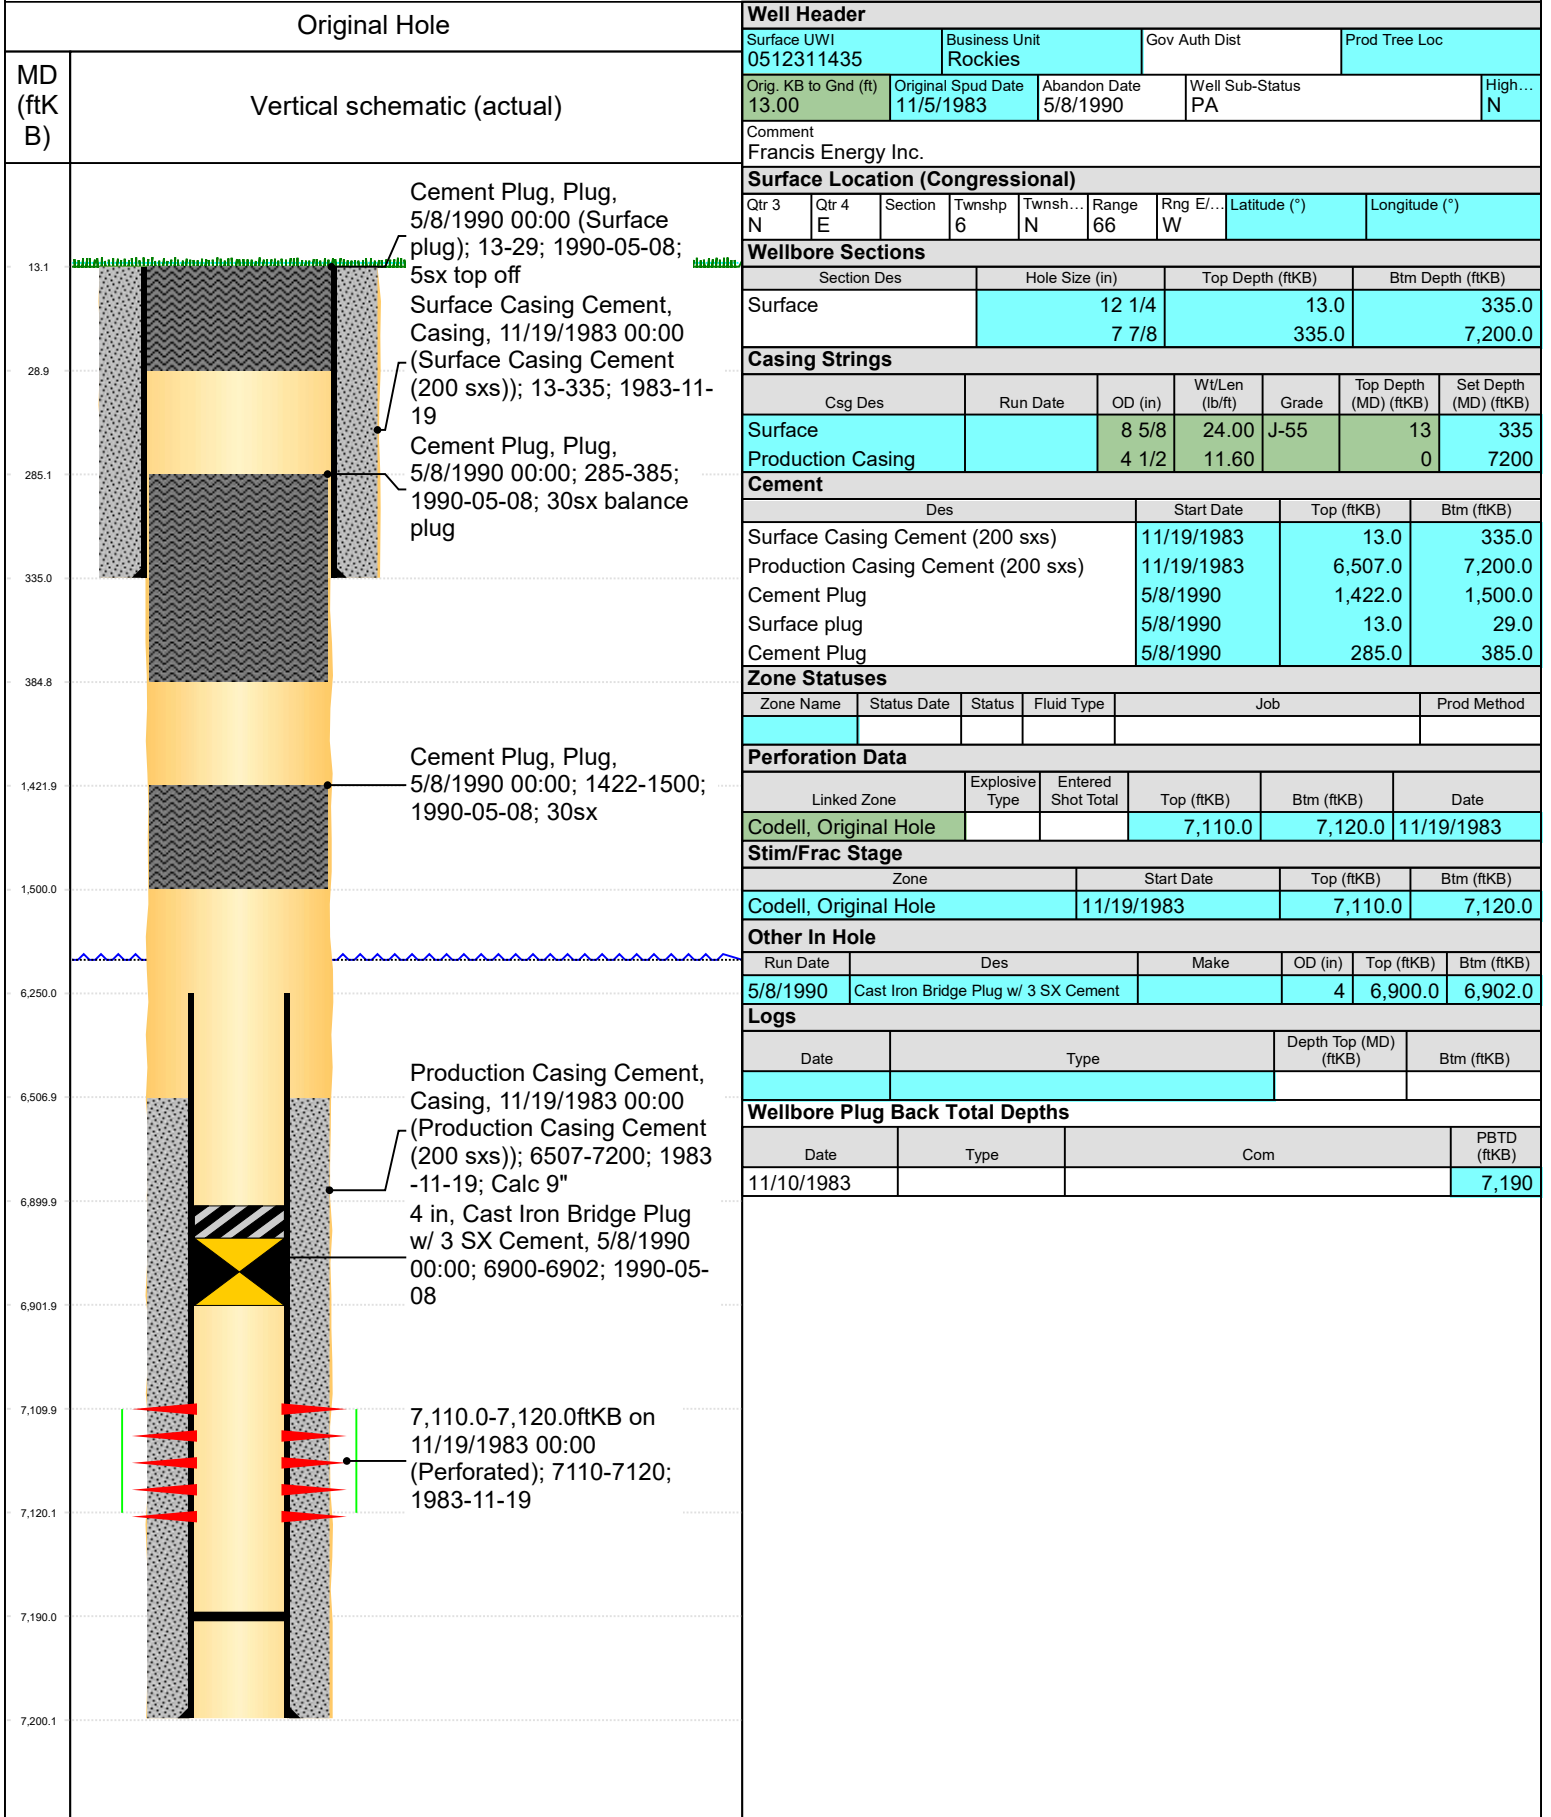 Original Hole
MD
(ftK
B)
Vertical schematic (actual)
Cement Plug, Plug,
5/8/1990 00:00 (Surface
plug); 13-29; 1990-05-08;
5sx top off
Surface Casing Cement,
Casing, 11/19/1983 00:00
(Surface Casing Cement
(200 sxs)); 13-335; 1983-11-
19
Cement Plug, Plug,
5/8/1990 00:00; 285-385;
1990-05-08; 30sx balance
plug
Cement Plug, Plug,
5/8/1990 00:00; 1422-1500;
1990-05-08; 30sx
Production Casing Cement,
Casing, 11/19/1983 00:00
(Production Casing Cement
(200 sxs)); 6507-7200; 1983
-11-19; Calc 9"
4 in, Cast Iron Bridge Plug
w/ 3 SX Cement, 5/8/1990
00:00; 6900-6902; 1990-05-
08
7,110.0-7,120.0ftKB on
11/19/1983 00:00
(Perforated); 7110-7120;
1983-11-19
13.1
28.9
285.1
335.0
384.8
1,421.9
1,500.0
6,250.0
6,506.9
6,899.9
6,901.9
7,109.9
7,120.1
7,190.0
7,200.1
Well Header
Surface UWI Business Unit Gov Auth Dist Prod Tree Loc
0512311435 Rockies
Orig. KB to Gnd (ft) Original Spud Date Abandon Date Well Sub-Status High...
13.00 11/5/1983 5/8/1990 PA N
Comment
Francis Energy Inc.
Surface Location (Congressional)
Qtr 3 Qtr 4 Section Twnshp Twnsh... Range Rng E/... Latitude (°) Longitude (°)
N E 6 N 66 W
Wellbore Sections
Section Des Hole Size (in) Top Depth (ftKB) Btm Depth (ftKB)
Surface 12 1/4 13.0 335.0
7 7/8 335.0 7,200.0
Casing Strings
Csg Des Run Date OD (in) Wt/Len (lb/ft) Grade Top Depth (MD) (ftKB) Set Depth (MD) (ftKB)
Surface 8 5/8 24.00 J-55 13 335
Production Casing 4 1/2 11.60 0 7200
Cement
Des Start Date Top (ftKB) Btm (ftKB)
Surface Casing Cement (200 sxs) 11/19/1983 13.0 335.0
Production Casing Cement (200 sxs) 11/19/1983 6,507.0 7,200.0
Cement Plug 5/8/1990 1,422.0 1,500.0
Surface plug 5/8/1990 13.0 29.0
Cement Plug 5/8/1990 285.0 385.0
Zone Statuses
Zone Name Status Date Status Fluid Type Job Prod Method
Perforation Data
Linked Zone Explosive Type Entered Shot Total Top (ftKB) Btm (ftKB) Date
Codell, Original Hole 7,110.0 7,120.0 11/19/1983
Stim/Frac Stage
Zone Start Date Top (ftKB) Btm (ftKB)
Codell, Original Hole 11/19/1983 7,110.0 7,120.0
Other In Hole
Run Date Des Make OD (in) Top (ftKB) Btm (ftKB)
5/8/1990 Cast Iron Bridge Plug w/ 3 SX Cement 4 6,900.0 6,902.0
Logs
Date Type Depth Top (MD) (ftKB) Btm (ftKB)
Wellbore Plug Back Total Depths
Date Type Com PBTD (ftKB)
11/10/1983 7,190